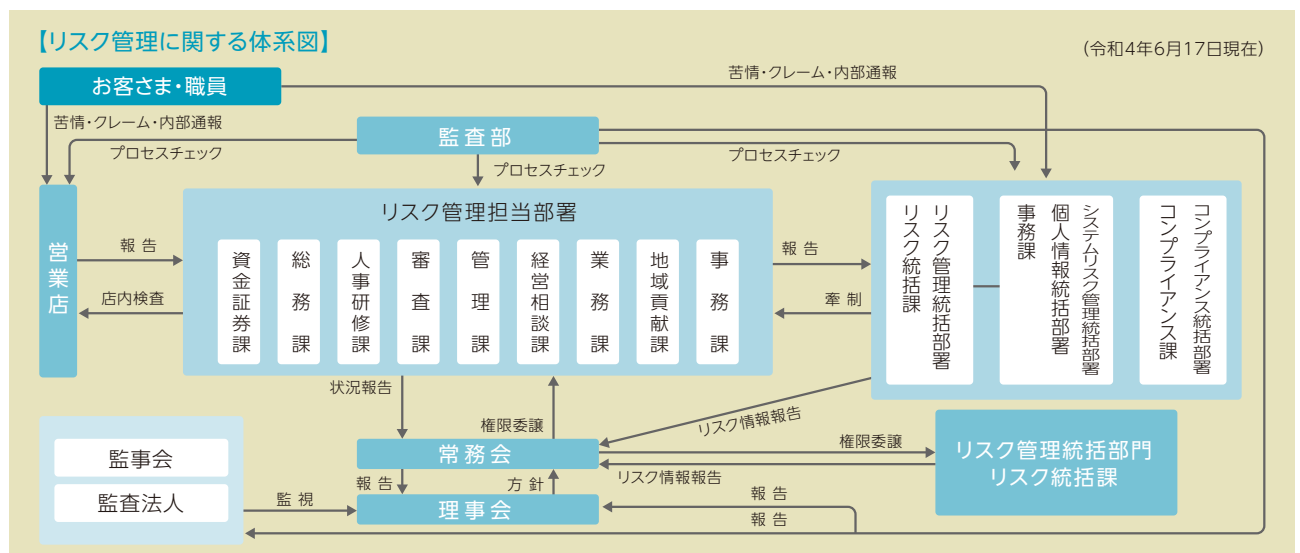 【リスク管理に関する体系図】
(令和4年6月17日現在)
お客さま・職員
苦情・クレーム・内部通報
苦情・クレーム・内部通報
監査部
プロセスチェック
プロセスチェック
プロセスチェック
営業店
報告
店内検査
リスク管理担当部署
資金証券課
総務課
人事研修課
審査課
管理課
経営相談課
業務課
地域貢献課
事務課
報告
牽制
リスク管理統括部署
リスク統括課
システムリスク管理統括部署
個人情報統括部署
事務課
コンプライアンス統括部署
コンプライアンス課
状況報告
権限委譲
リスク情報報告
常務会
権限委譲
リスク情報報告
リスク管理統括部門
リスク統括課
報告
方針
監事会
監査法人
監視
理事会
報告
報告